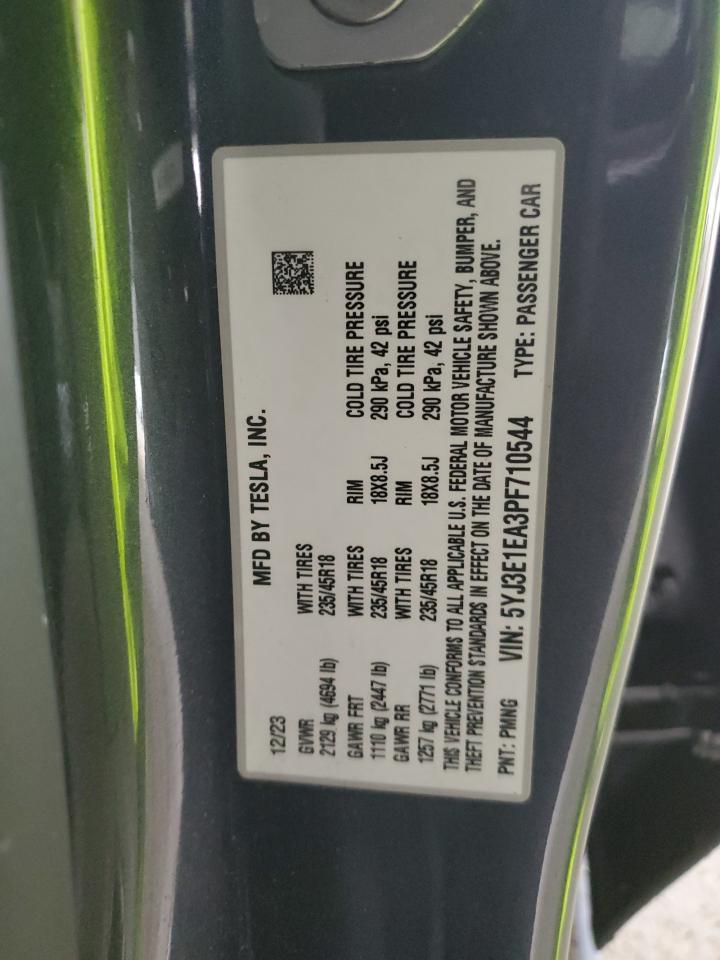 MFD BY TESLA, INC.
12/23
GVWR WITH TIRES
2129 kg (4694 lb) 235/45R18
GAWR FRT WITH TIRES RIM COLD TIRE PRESSURE
1110 kg (2447 lb) 235/45R18 18X8.5J 290 kPa, 42 psi
GAWR RR WITH TIRES RIM COLD TIRE PRESSURE
1257 kg (2771 lb) 235/45R18 18X8.5J 290 kPa, 42 psi
THIS VEHICLE CONFORMS TO ALL APPLICABLE U.S. FEDERAL MOTOR VEHICLE SAFETY, BUMPER, AND
THEFT PREVENTION STANDARDS IN EFFECT ON THE DATE OF MANUFACTURE SHOWN ABOVE.
PNT: PMNG VIN: 5YJ3E1EA3PF710544 TYPE: PASSENGER CAR